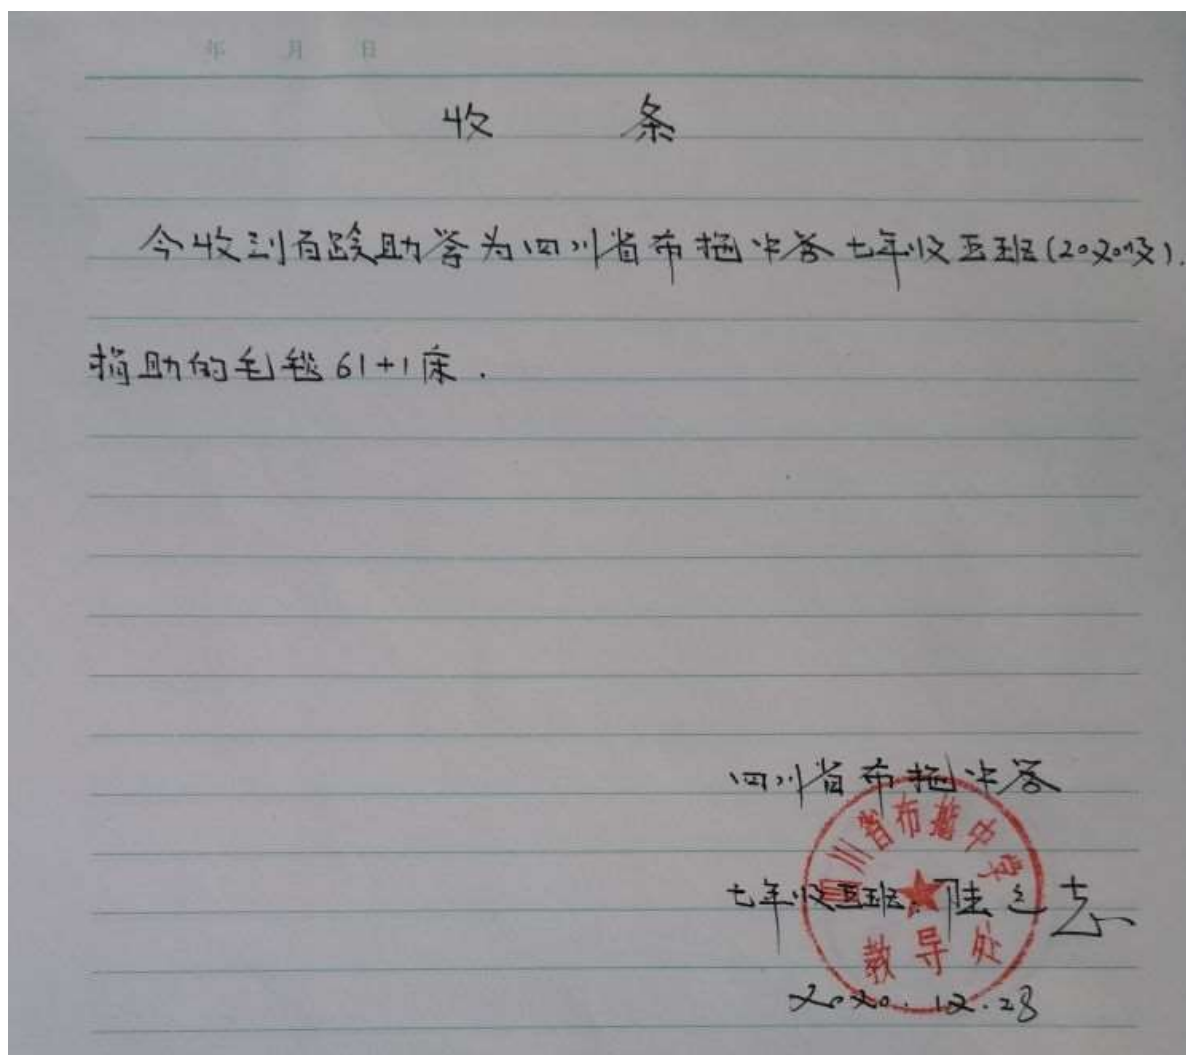 年 月 日
收 条
今收到百跤助学为四川省布拖中学七年级五班(2020级).
捐助的毛毯61+1床.
四川省布拖中学
四川省布拖中学
七年级五班
教导处
2020.12.28